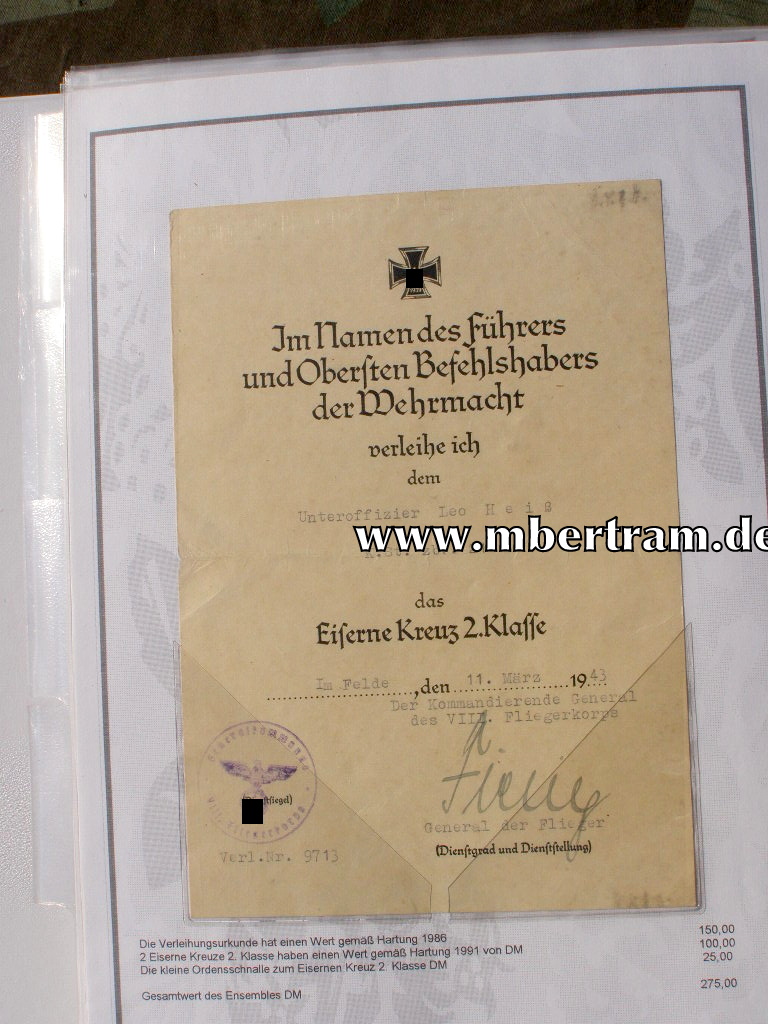 Im Namen des Führers
und Oberſten Befehlshabers
der Wehrmacht
verleihe ich
dem
Unteroffizier Leo Heiß
www.mbertram.de
das
Eiſerne Kreuz 2.Klaſſe
Im Felde, den 11. März 1943
Der Kommandierende General
des VIII. Fliegerkorps
General der Flieger
(Dienſtgrad und Dienſtſtellung)
Verl.Nr. 9713
Die Verleihungsurkunde hat einen Wert gemäß Hartung 1986 150,00
2 Eiserne Kreuze 2. Klasse haben einen Wert gemäß Hartung 1991 von DM 100,00
Die kleine Ordensschnalle zum Eisernen Kreuz 2. Klasse DM 25,00
Gesamtwert des Ensembles DM 275,00